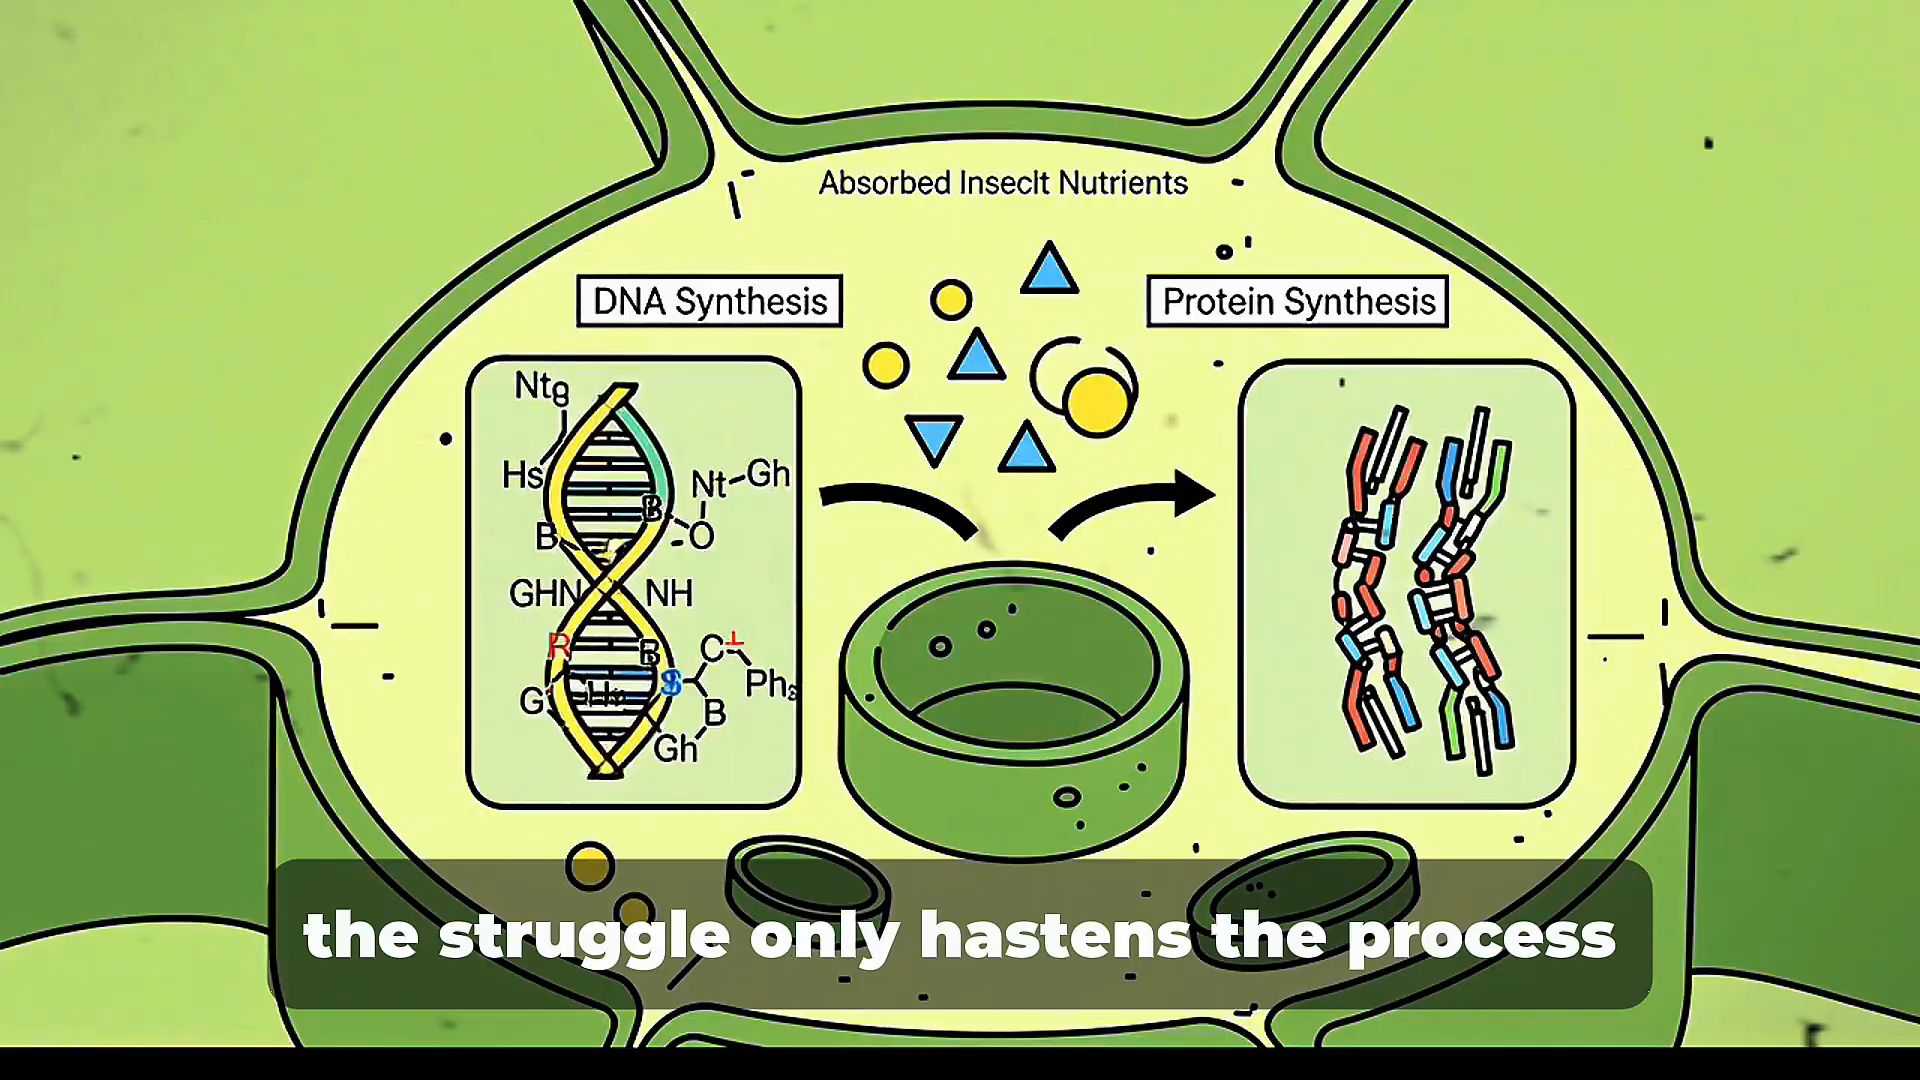 Absorbed Inseclt Nutrients
DNA Synthesis
Protein Synthesis
Nt8
Hs
Nt-Gh
B
B
O
GHN
NH
R
B
C+
S
Ph3
G
B
Gh
the struggle only hastens the process